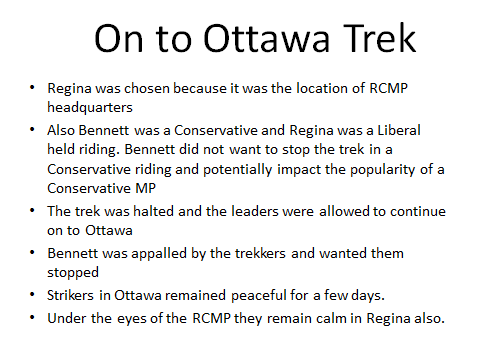 On to Ottawa Trek
• Regina was chosen because it was the location of RCMP
headquarters
• Also Bennett was a Conservative and Regina was a Liberal
held riding. Bennett did not want to stop the trek in a
Conservative riding and potentially impact the popularity of a
Conservative MP
• The trek was halted and the leaders were allowed to continue
on to Ottawa
• Bennett was appalled by the trekkers and wanted them
stopped
• Strikers in Ottawa remained peaceful for a few days.
• Under the eyes of the RCMP they remain calm in Regina also.